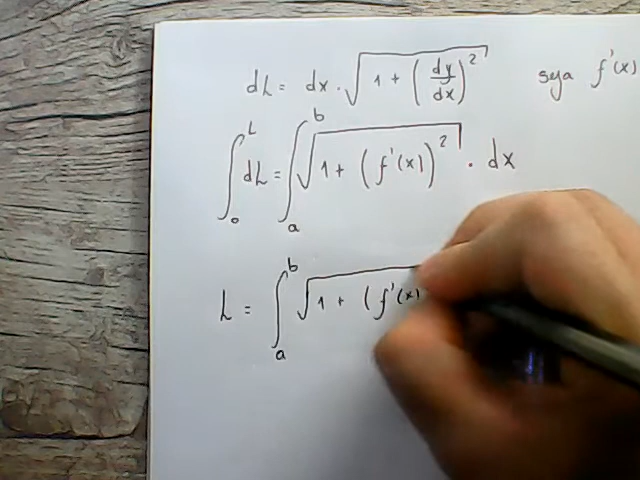 dL = dx · √(1 + (dy/dx)²) sya f'(x)
∫₀ᴸ dL = ∫ₐᵇ √(1 + (f'(x))²) · dx
L = ∫ₐᵇ √(1 + (f'(x)